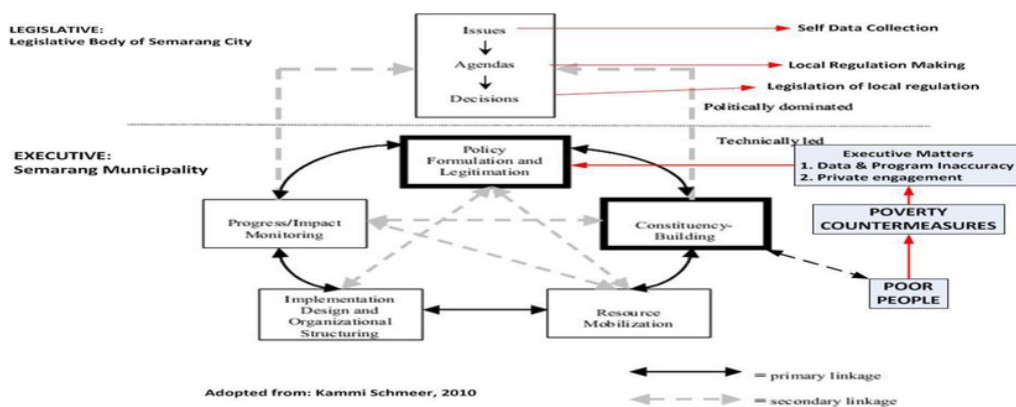 LEGISLATIVE:
Legislative Body of Semarang City
Issues
Agendas
Decisions
Self Data Collection
Local Regulation Making
Legislation of local regulation
Politically dominated
Technically led
EXECUTIVE:
Semarang Municipality
Policy
Formulation and
Legitimation
Executive Matters
1. Data & Program Inaccuracy
2. Private engagement
Progress/Impact
Monitoring
Constituency-
Building
POVERTY
COUNTERMEASURES
POOR
PEOPLE
Implementation
Design and
Organizational
Structuring
Resource
Mobilization
= primary linkage
= secondary linkage
Adopted from: Kammi Schmeer, 2010